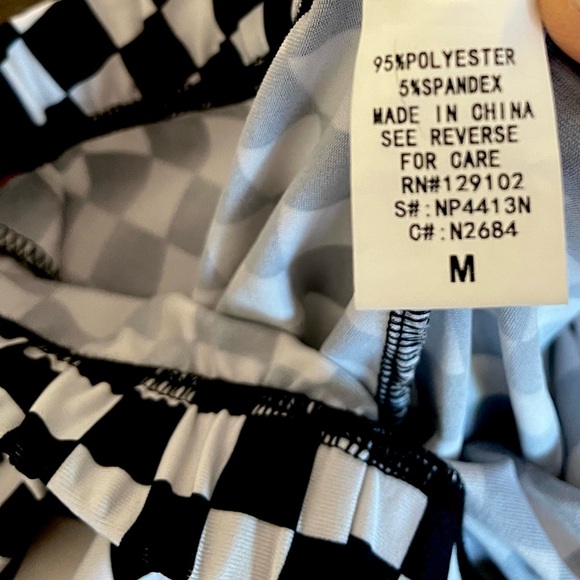 95%POLYESTER
5%SPANDEX
MADE IN CHINA
SEE REVERSE
FOR CARE
RN#129102
S#:NP4413N
C#:N2684
M